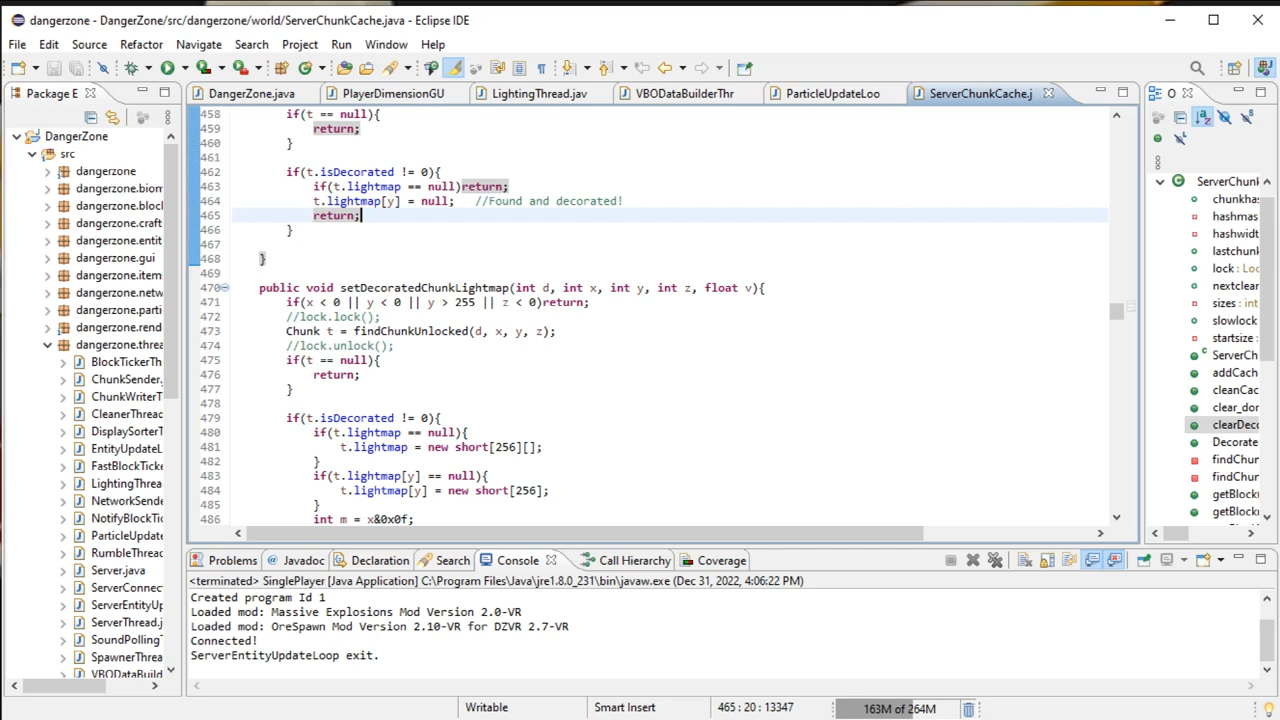 dangerzone - DangerZone/src/dangerzone/world/ServerChunkCache.java - Eclipse IDE
File Edit Source Refactor Navigate Search Project Run Window Help
Package E
DangerZone.java PlayerDimensionGU LightingThread.jav VBODataBuilderThr ParticleUpdateLoo ServerChunkCache.j
O
DangerZone
src
dangerzone
dangerzone.biom
dangerzone.block
dangerzone.craft
dangerzone.entit
dangerzone.gui
dangerzone.item
dangerzone.netw
dangerzone.parti
dangerzone.rend
dangerzone.threa
BlockTickerTh
ChunkSender.
ChunkWriterT
CleanerThread
DisplaySorterT
EntityUpdateL
FastBlockTicke
LightingThrea
NetworkSende
NotifyBlockTic
ParticleUpdate
RumbleThreac
Server.java
ServerConnec
ServerEntityUp
ServerThread.j
SoundPollingT
SpawnerThrea
VBODataBuild
458 if(t == null){
459 return;
460 }
461
462 if(t.isDecorated != 0){
463 if(t.lightmap == null)return;
464 t.lightmap[y] = null; //Found and decorated!
465 return;
466 }
467
468 }
469
470 public void setDecoratedChunkLightmap(int d, int x, int y, int z, float v){
471 if(x < 0 || y < 0 || y > 255 || z < 0)return;
472 //lock.lock();
473 Chunk t = findChunkUnlocked(d, x, y, z);
474 //lock.unlock();
475 if(t == null){
476 return;
477 }
478
479 if(t.isDecorated != 0){
480 if(t.lightmap == null){
481 t.lightmap = new short[256][];
482 }
483 if(t.lightmap[y] == null){
484 t.lightmap[y] = new short[256];
485 }
486 int m = x&0x0f;
ServerChunk
chunkhas
hashmas
hashwidt
lastchunk
lock : Loc
nextclear
sizes : int
slowlock
startsize :
ServerCh
addCach
cleanCac
clear_dor
clearDeco
Decorate
findChun
findChun
getBlock
getBlock
Problems Javadoc Declaration Search Console Call Hierarchy Coverage
<terminated> SinglePlayer [Java Application] C:\Program Files\Java\jre1.8.0_231\bin\javaw.exe (Dec 31, 2022, 4:06:22 PM)
Created program Id 1
Loaded mod: Massive Explosions Mod Version 2.0-VR
Loaded mod: OreSpawn Mod Version 2.10-VR for DZVR 2.7-VR
Connected!
ServerEntityUpdateLoop exit.
Writable Smart Insert 465 : 20 : 13347 163M of 264M